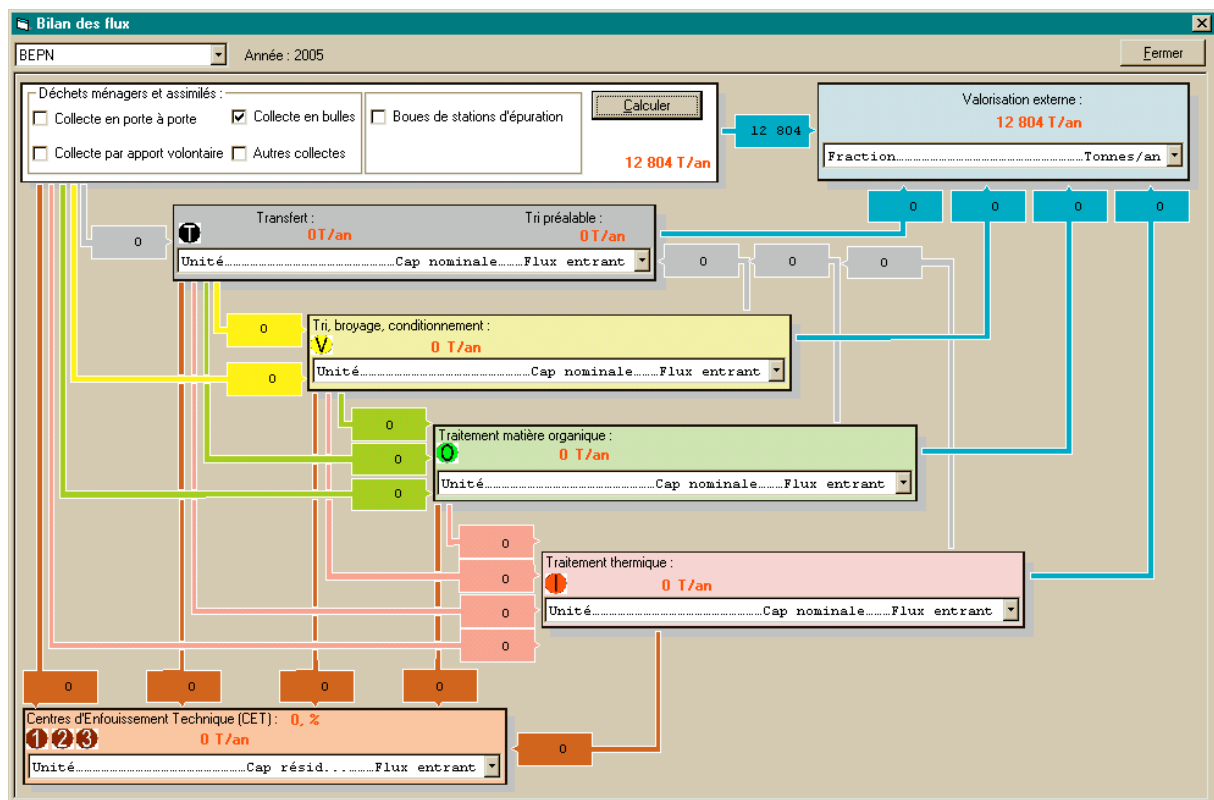 Bilan des flux
BEPN Année : 2005 Fermer
Déchets ménagers et assimilés :
Collecte en porte à porte Collecte en bulles Boues de stations d'épuration Calculer
Collecte par apport volontaire Autres collectes
12 804 T/an
12 804
Valorisation externe :
12 804 T/an
Fraction.....................................................Tonnes/an
0 0 0 0
0
Transfert : Tri préalable :
T 0T/an 0T/an
Unité................................................Cap nominale.......Flux entrant
0 0 0
0
Tri, broyage, conditionnement :
V 0 T/an
0
Unité................................................Cap nominale.......Flux entrant
0
Traitement matière organique :
0
O 0 T/an
0
Unité................................................Cap nominale.......Flux entrant
0
Traitement thermique :
0
I 0 T/an
0
Unité................................................Cap nominale.......Flux entrant
0
0 0 0 0
Centres d'Enfouissement Technique (CET) : 0, %
1 2 3 0 T/an
0
Unité................................................Cap résid..........Flux entrant